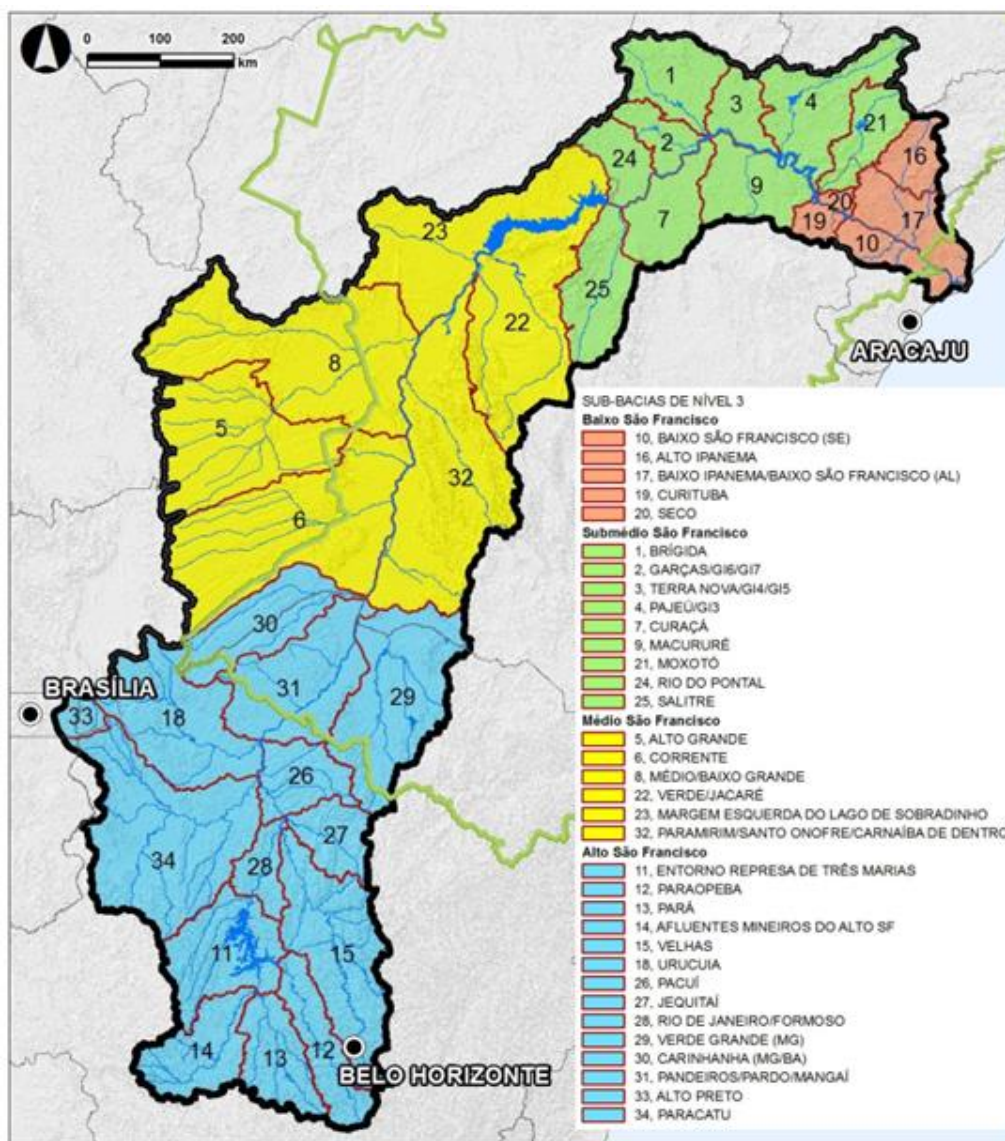 0 100 200
km
1
3
4
21
2
24
16
9
20
7
19
17
10
23
25
22
8
ARACAJU
5
32
6
30
BRASÍLIA
31
29
33
18
26
27
34
28
11
15
14
13
12
BELO HORIZONTE
SUB-BACIAS DE NÍVEL 3
Baixo São Francisco
10, BAIXO SÃO FRANCISCO (SE)
16, ALTO IPANEMA
17, BAIXO IPANEMA/BAIXO SÃO FRANCISCO (AL)
19, CURITUBA
20, SECO
Submédio São Francisco
1, BRÍGIDA
2, GARÇAS/GI6/GI7
3, TERRA NOVA/GI4/GI5
4, PAJEÚ/GI3
7, CURAÇÁ
9, MACURURÉ
21, MOXOTÓ
24, RIO DO PONTAL
25, SALITRE
Médio São Francisco
5, ALTO GRANDE
6, CORRENTE
8, MÉDIO/BAIXO GRANDE
22, VERDE/JACARÉ
23, MARGEM ESQUERDA DO LAGO DE SOBRADINHO
32, PARAMIRIM/SANTO ONOFRE/CARNAÍBA DE DENTRO
Alto São Francisco
11, ENTORNO REPRESA DE TRÊS MARIAS
12, PARAOPEBA
13, PARÁ
14, AFLUENTES MINEIROS DO ALTO SF
15, VELHAS
18, URUCUIA
26, PACUÍ
27, JEQUITAÍ
28, RIO DE JANEIRO/FORMOSO
29, VERDE GRANDE (MG)
30, CARINHANHA (MG/BA)
31, PANDEIROS/PARDO/MANGAÍ
33, ALTO PRETO
34, PARACATU